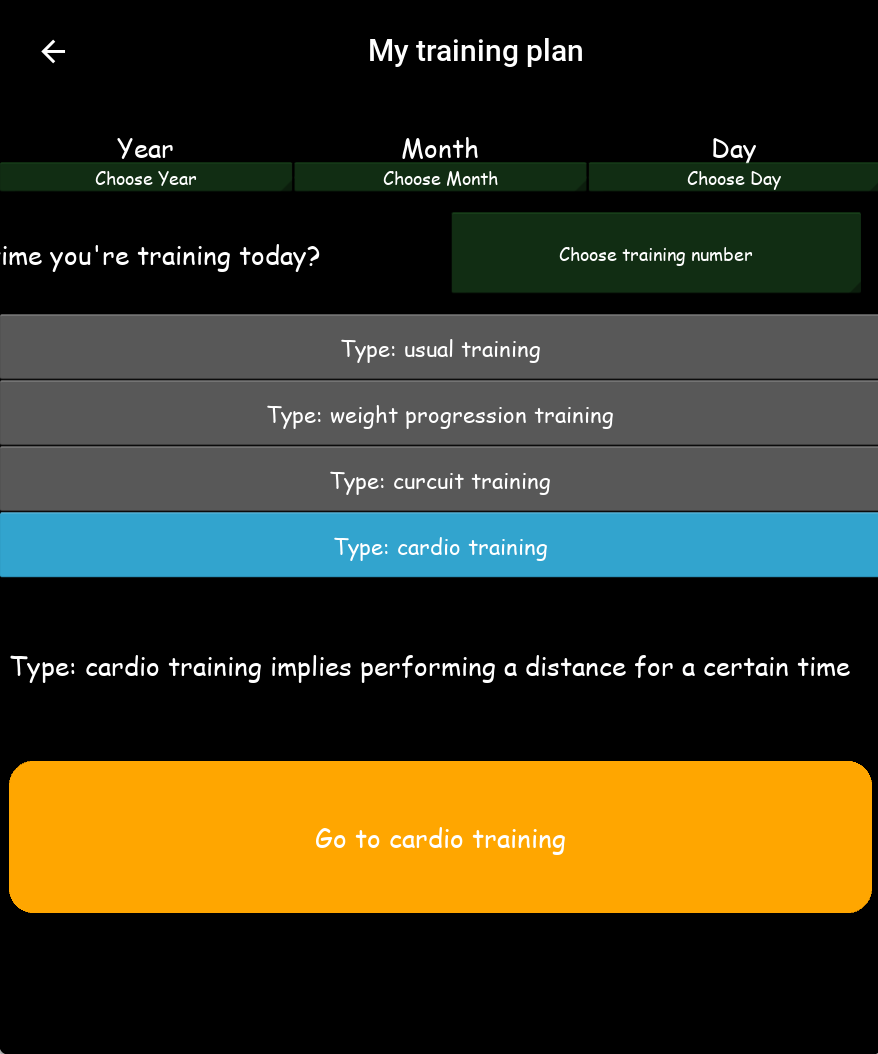 My training plan
Year Month Day
Choose Year Choose Month Choose Day
ime you're training today? Choose training number
Type: usual training
Type: weight progression training
Type: curcuit training
Type: cardio training
Type: cardio training implies performing a distance for a certain time
Go to cardio training